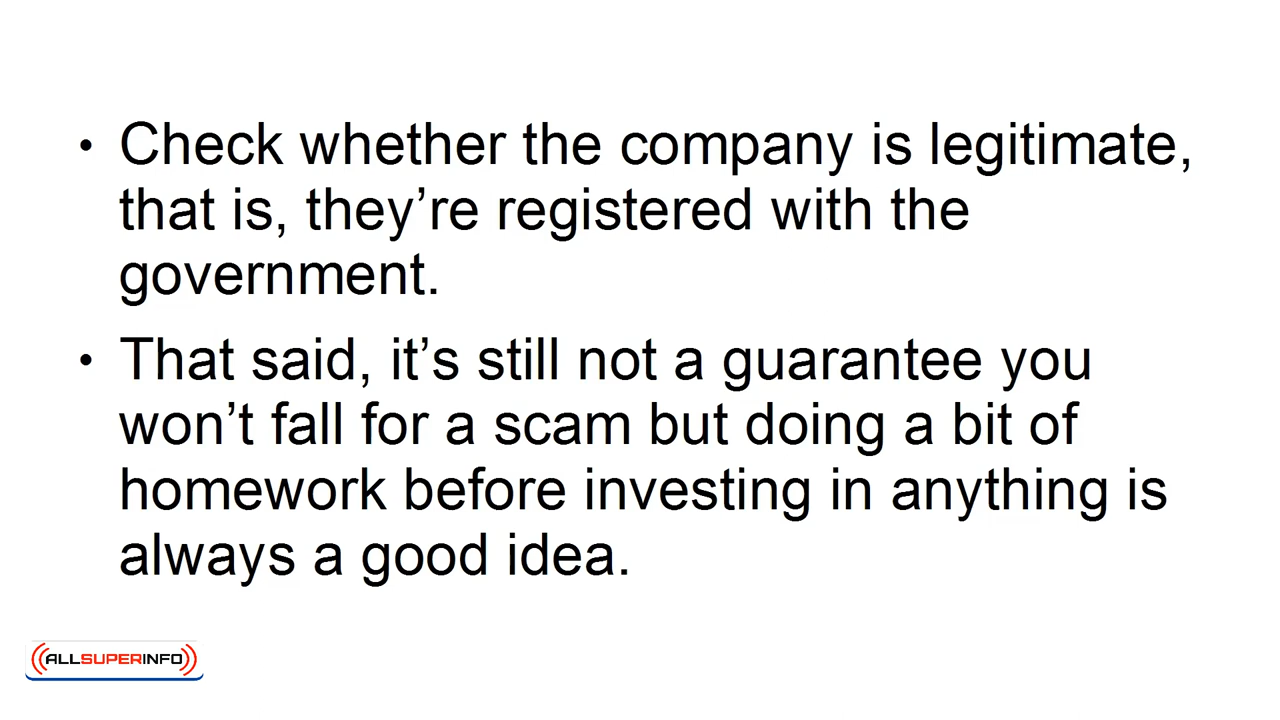 • Check whether the company is legitimate,
that is, they’re registered with the
government.
• That said, it’s still not a guarantee you
won’t fall for a scam but doing a bit of
homework before investing in anything is
always a good idea.
ALLSUPERINFO